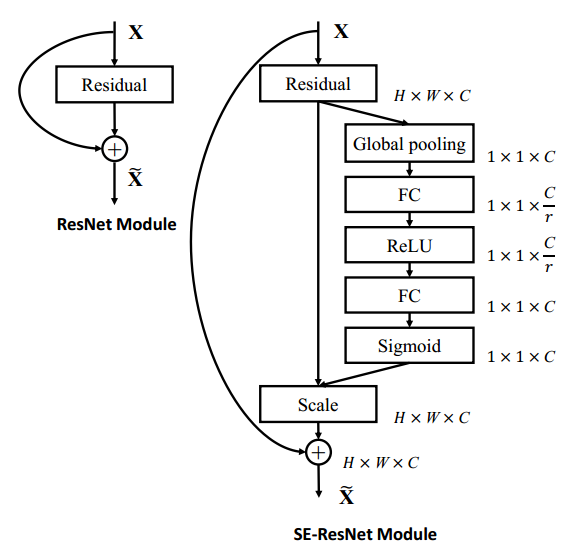 X
Residual
+
X̃
ResNet Module
X
Residual
H × W × C
Global pooling
1 × 1 × C
FC
1 × 1 × C/r
ReLU
1 × 1 × C/r
FC
1 × 1 × C
Sigmoid
1 × 1 × C
Scale
H × W × C
+
H × W × C
X̃
SE-ResNet Module